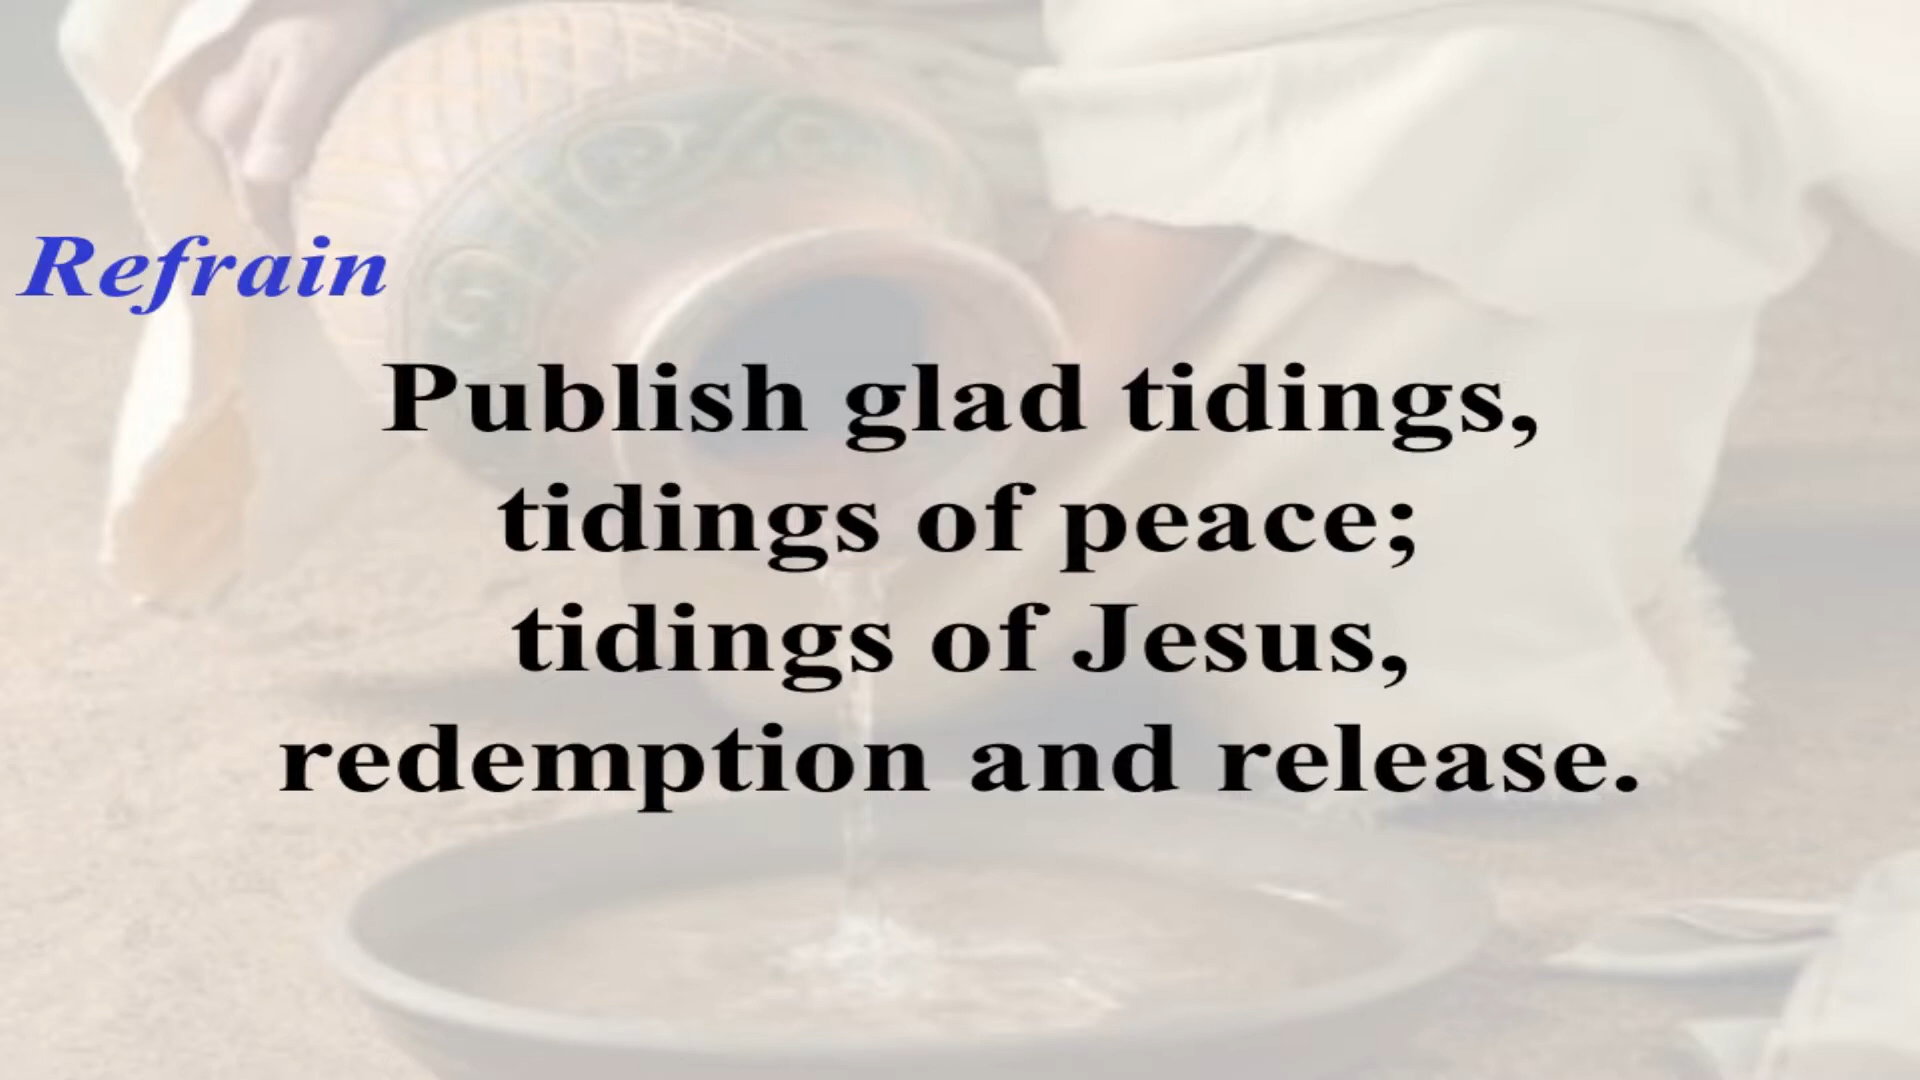 Refrain
Publish glad tidings,
tidings of peace;
tidings of Jesus,
redemption and release.